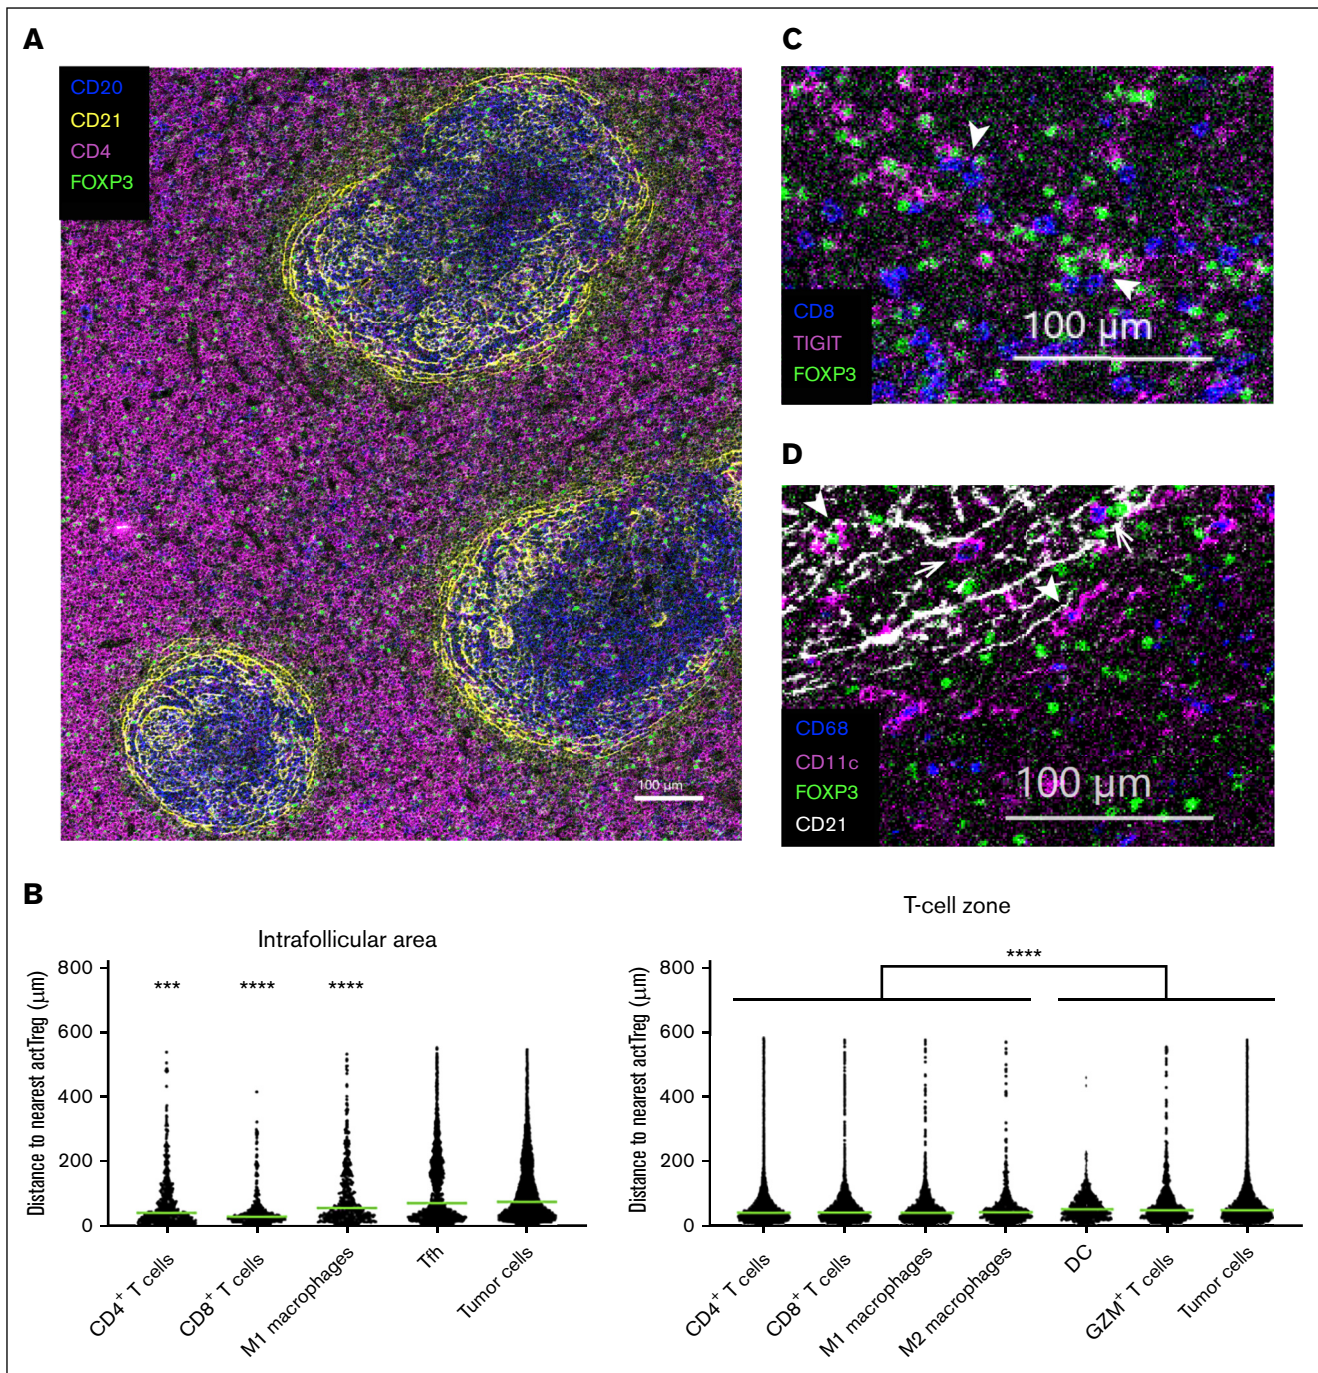 A
CD20
CD21
CD4
FOXP3
100 µm
C
CD8
TIGIT
FOXP3
100 µm
D
CD68
CD11c
FOXP3
CD21
100 µm
B
Intrafollicular area
Distance to nearest actTreg (µm)
800
600
400
200
0
***
****
****
CD4⁺ T cells
CD8⁺ T cells
M1 macrophages
Tfh
Tumor cells
T-cell zone
Distance to nearest actTreg (µm)
800
600
400
200
0
****
CD4⁺ T cells
CD8⁺ T cells
M1 macrophages
M2 macrophages
DC
GZM⁺ T cells
Tumor cells